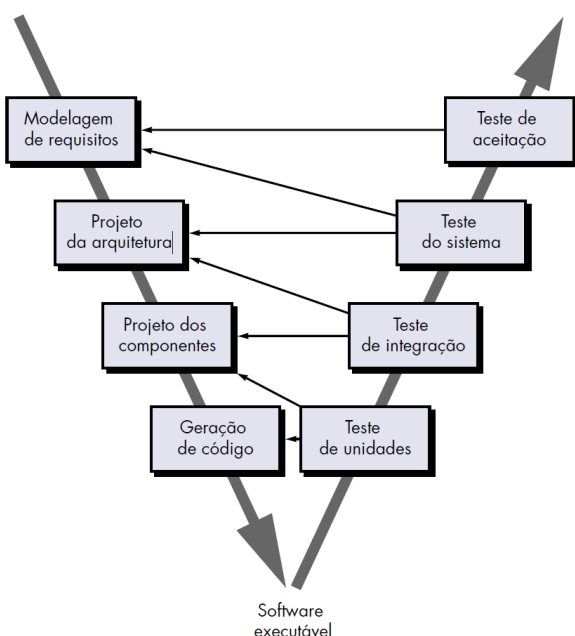 Modelagem
de requisitos
Teste de
aceitação
Projeto
da arquitetura
Teste
do sistema
Projeto dos
componentes
Teste
de integração
Geração
de código
Teste
de unidades
Software
executável